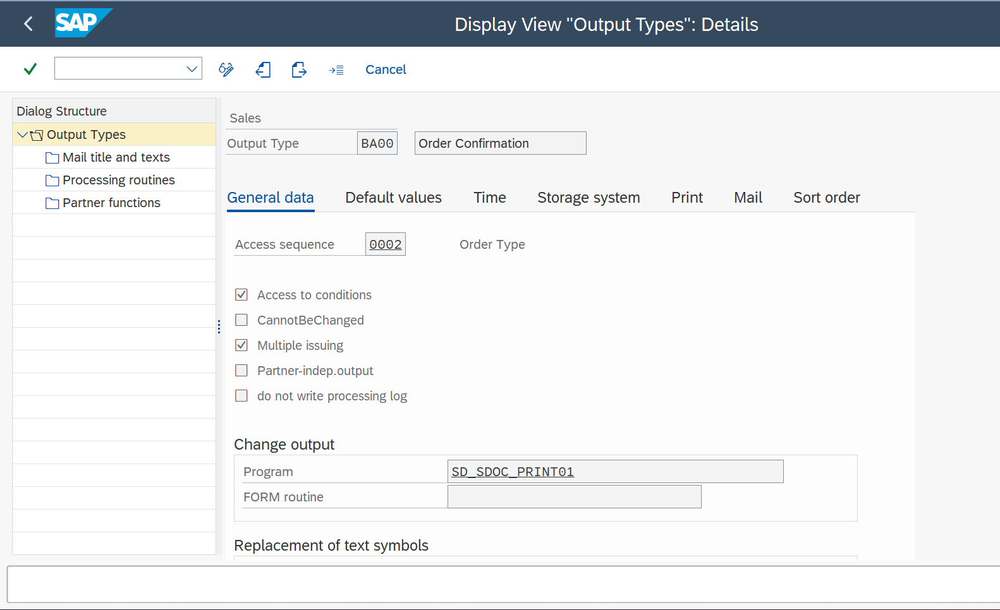 SAP
Display View "Output Types": Details
Cancel
Dialog Structure
Output Types
Mail title and texts
Processing routines
Partner functions
Sales
Output Type BA00 Order Confirmation
General data Default values Time Storage system Print Mail Sort order
Access sequence 0002 Order Type
Access to conditions
CannotBeChanged
Multiple issuing
Partner-indep.output
do not write processing log
Change output
Program SD_SDOC_PRINT01
FORM routine
Replacement of text symbols